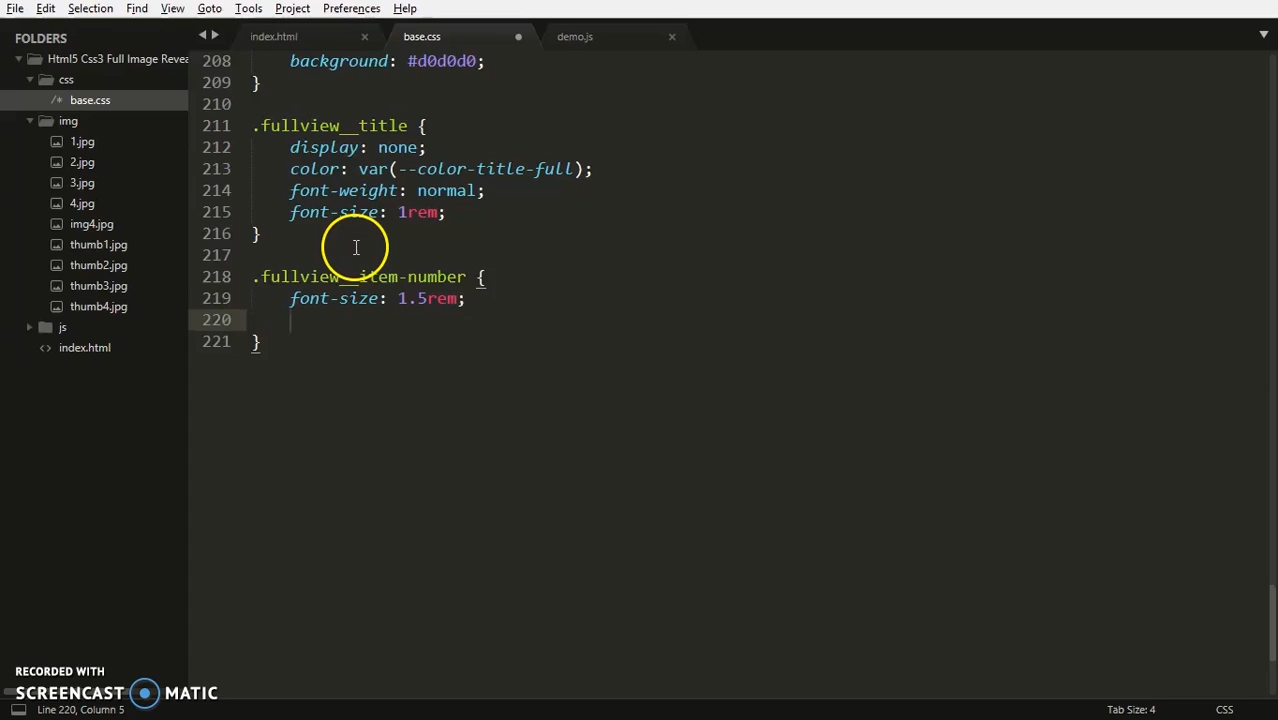 File Edit Selection Find View Goto Tools Project Preferences Help
FOLDERS
Html5 Css3 Full Image Revea
css
/* base.css
img
1.jpg
2.jpg
3.jpg
4.jpg
img4.jpg
thumb1.jpg
thumb2.jpg
thumb3.jpg
thumb4.jpg
js
<> index.html
index.html × base.css demo.js ×
208 background: #d0d0d0;
209 }
210
211 .fullview__title {
212 display: none;
213 color: var(--color-title-full);
214 font-weight: normal;
215 font-size: 1rem;
216 }
217
218 .fullview__item-number {
219 font-size: 1.5rem;
220
221 }
RECORDED WITH
SCREENCAST MATIC
Line 220, Column 5 Tab Size: 4 CSS